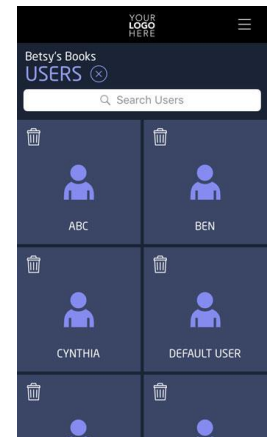 YOUR
LOGO
HERE
Betsy's Books
USERS
Search Users
ABC
BEN
CYNTHIA
DEFAULT USER